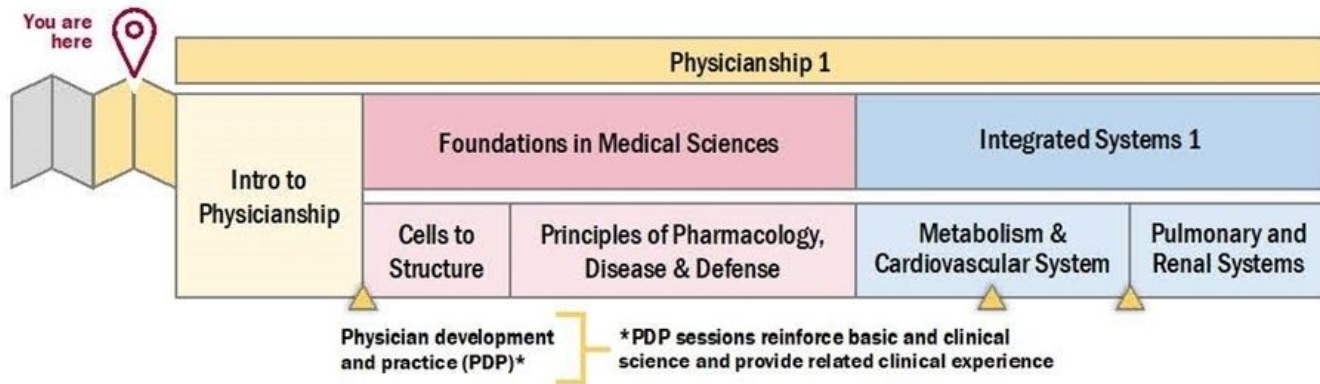 You are
here
Physicianship 1
Intro to
Physicianship
Foundations in Medical Sciences
Integrated Systems 1
Cells to
Structure
Principles of Pharmacology,
Disease & Defense
Metabolism &
Cardiovascular System
Pulmonary and
Renal Systems
Physician development
and practice (PDP)*
*PDP sessions reinforce basic and clinical
science and provide related clinical experience